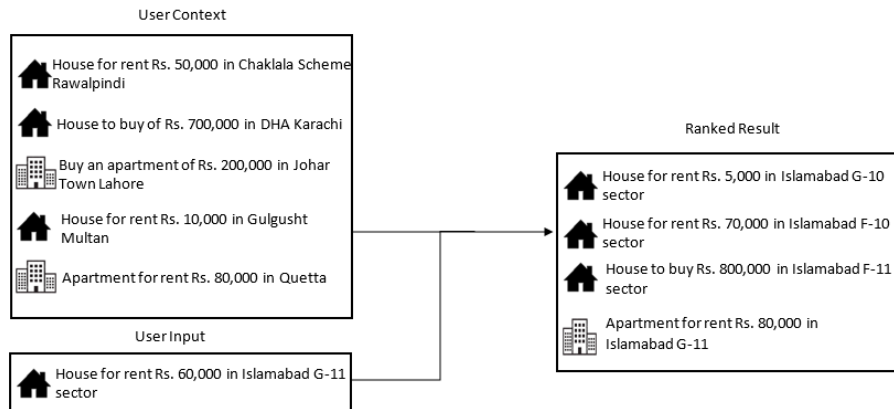 User Context
House for rent Rs. 50,000 in Chaklala Scheme
Rawalpindi
House to buy of Rs. 700,000 in DHA Karachi
Buy an apartment of Rs. 200,000 in Johar
Town Lahore
House for rent Rs. 10,000 in Gulgusht
Multan
Apartment for rent Rs. 80,000 in Quetta
User Input
House for rent Rs. 60,000 in Islamabad G-11
sector
Ranked Result
House for rent Rs. 5,000 in Islamabad G-10
sector
House for rent Rs. 70,000 in Islamabad F-10
sector
House to buy Rs. 800,000 in Islamabad F-11
sector
Apartment for rent Rs. 80,000 in
Islamabad G-11